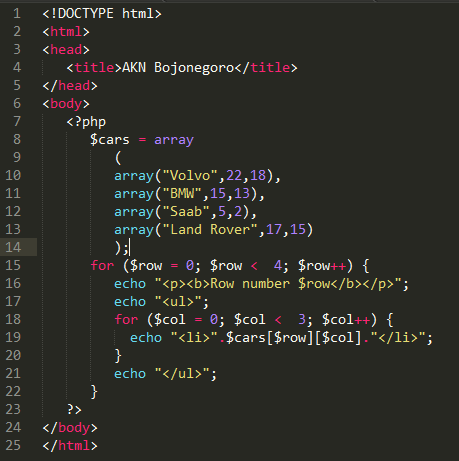 1 <!DOCTYPE html>
2 <html>
3 <head>
4     <title>AKN Bojonegoro</title>
5 </head>
6 <body>
7     <?php
8         $cars = array
9             (
10             array("Volvo",22,18),
11             array("BMW",15,13),
12             array("Saab",5,2),
13             array("Land Rover",17,15)
14             );
15         for ($row = 0; $row <  4; $row++) {
16             echo "<p><b>Row number $row</b></p>";
17             echo "<ul>";
18             for ($col = 0; $col <  3; $col++) {
19               echo "<li>".$cars[$row][$col]."</li>";
20             }
21             echo "</ul>";
22         }
23     ?>
24 </body>
25 </html>